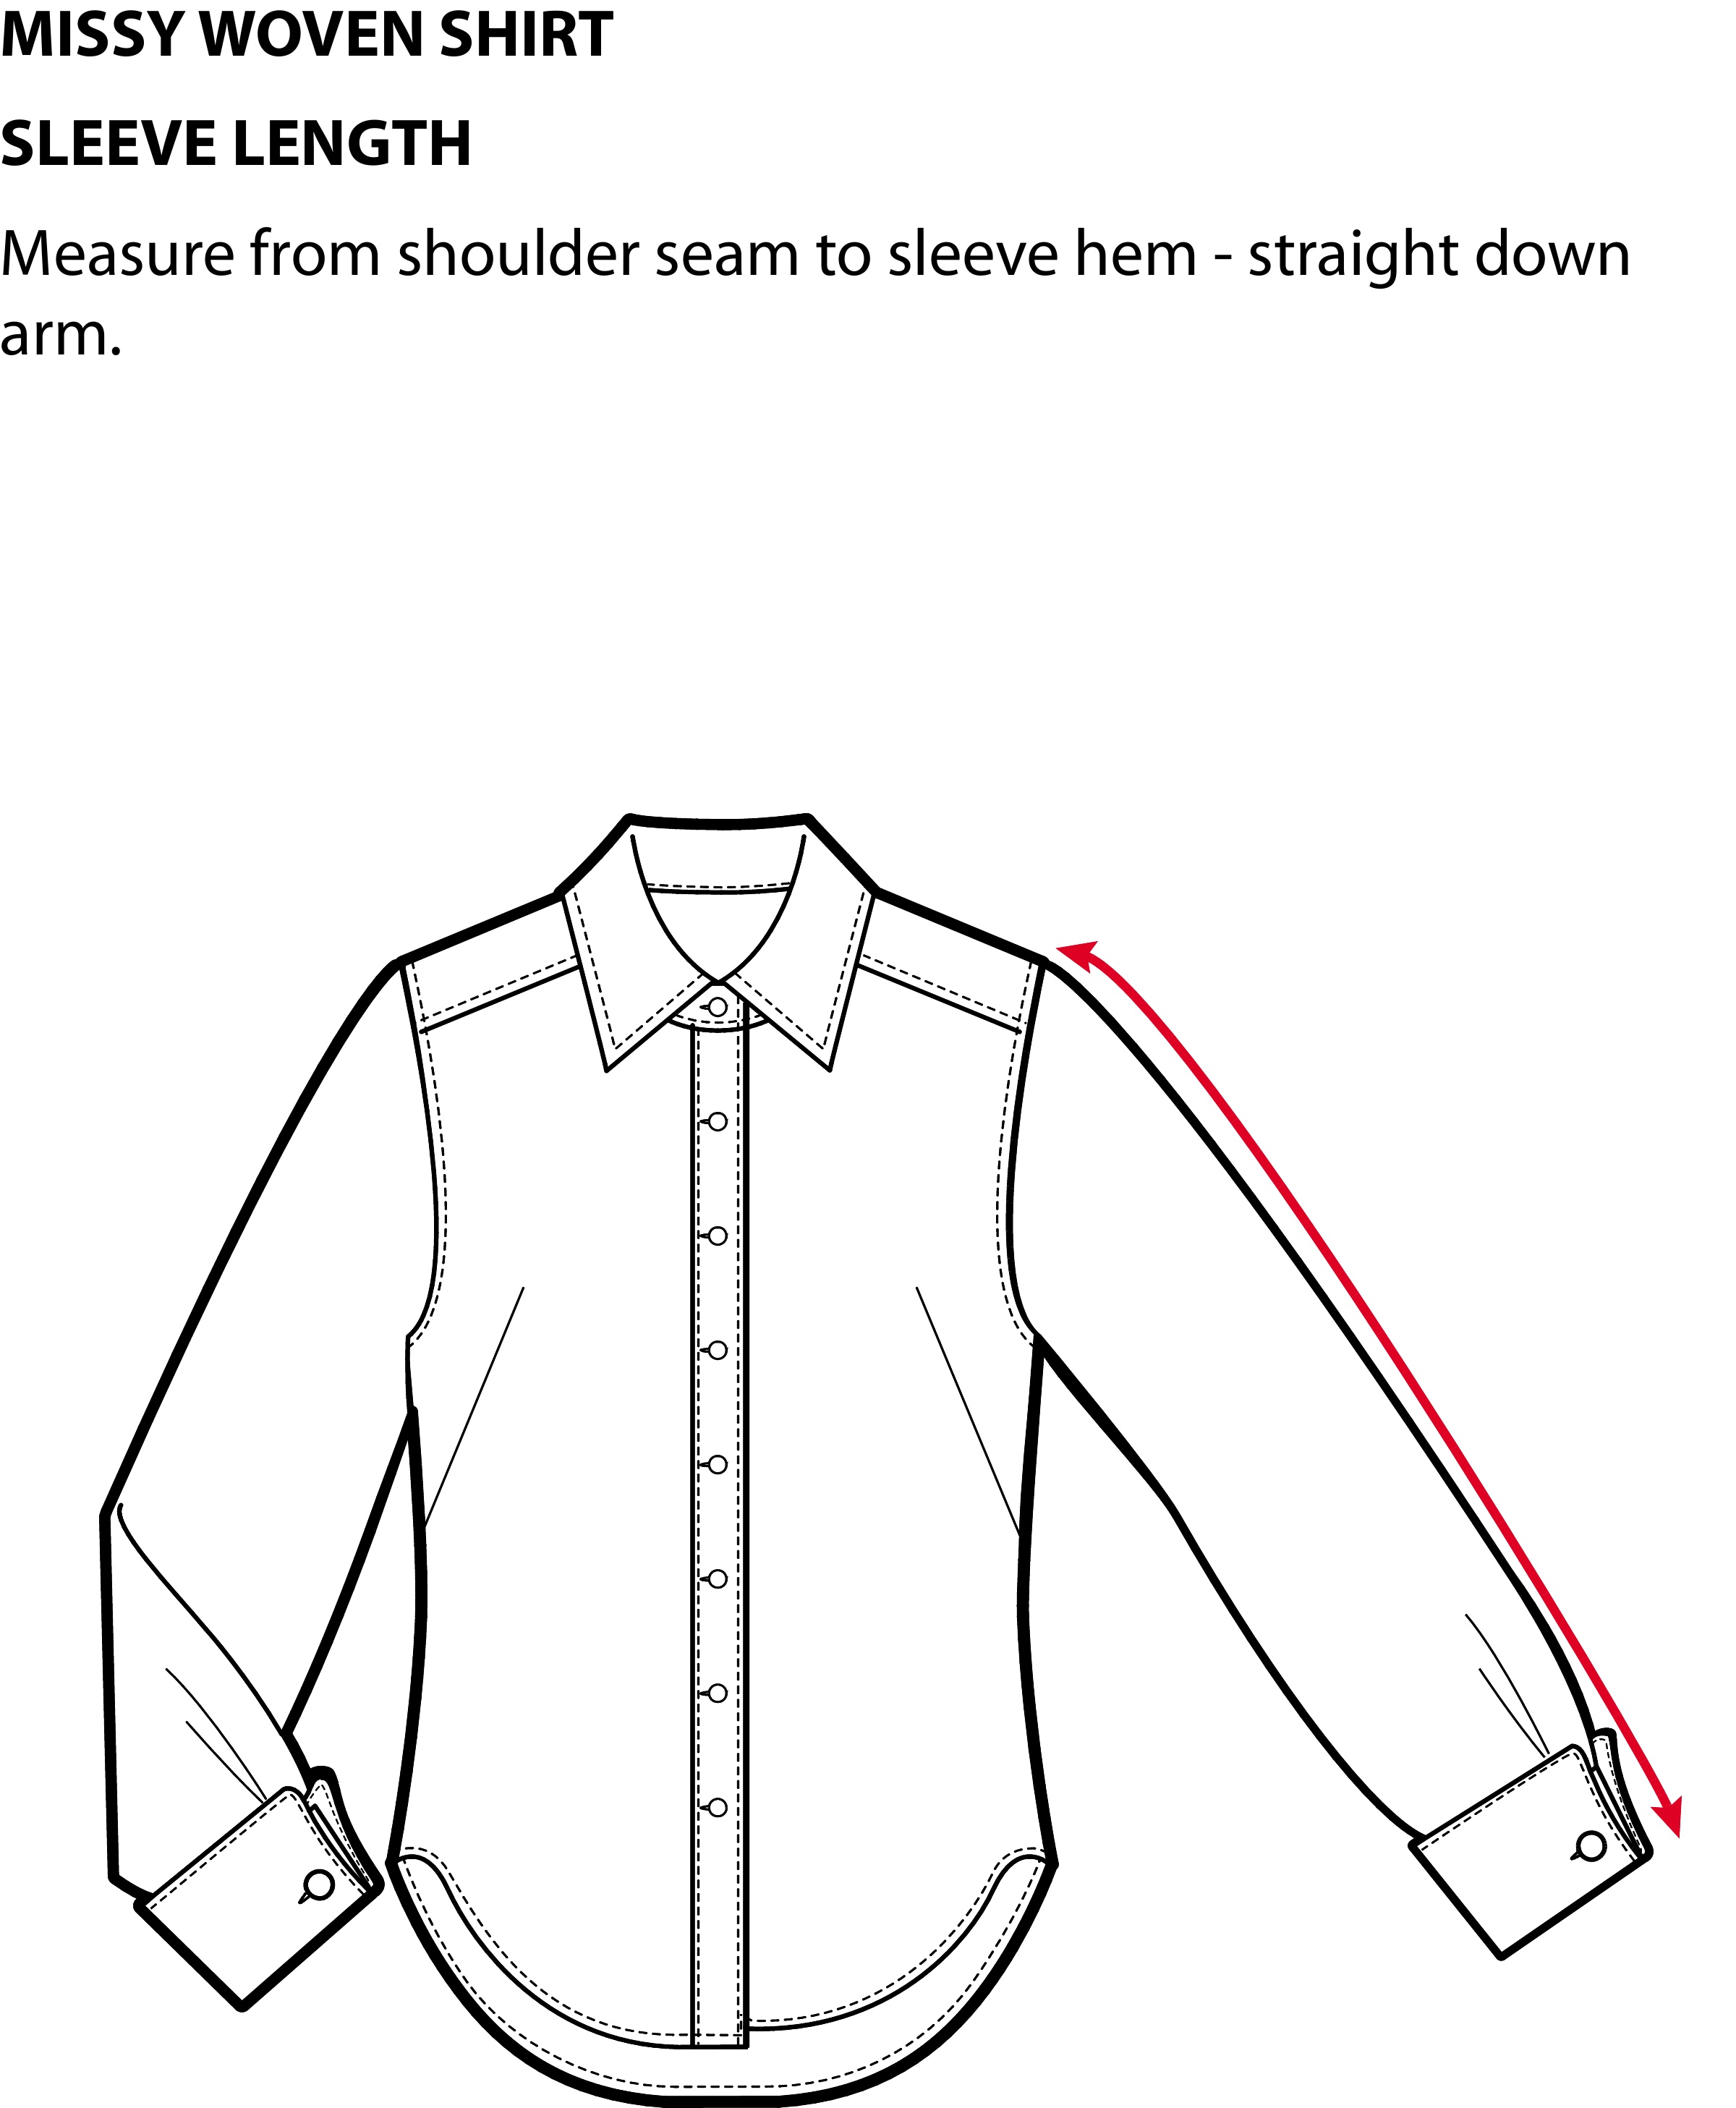 MISSY WOVEN SHIRT
SLEEVE LENGTH
Measure from shoulder seam to sleeve hem - straight down
arm.